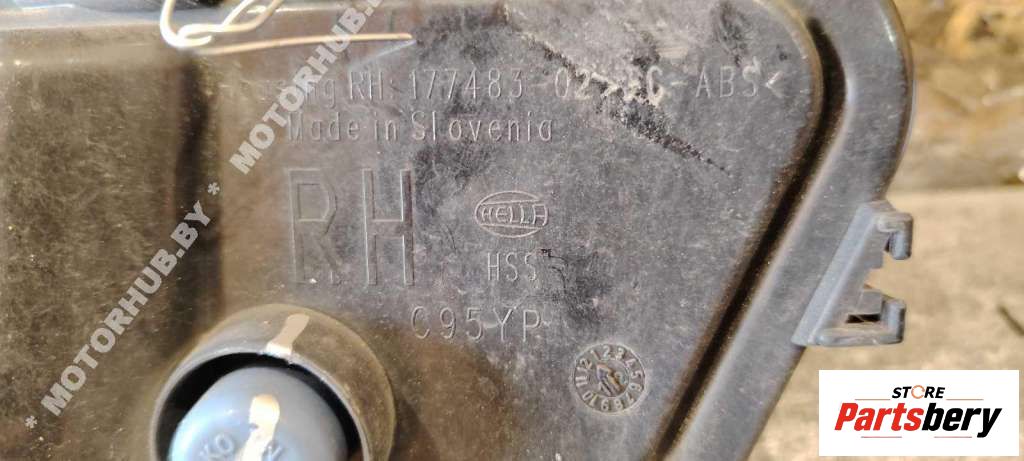 RH: 177483-02
ABS<
Made in Slovenia
RH
HELLA
HSS
C95YP
* MOTORHUB.BY * MOTORHUB.BY *
STORE
Partsbery